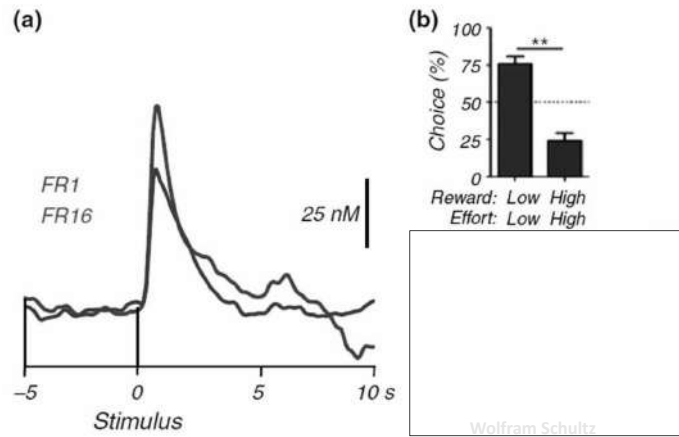 (a)
FR1
FR16
25 nM
–5 0 5 10 s
Stimulus
(b)
**
Choice (%)
100
75
50
25
0
Reward: Low High
Effort: Low High
Wolfram Schultz